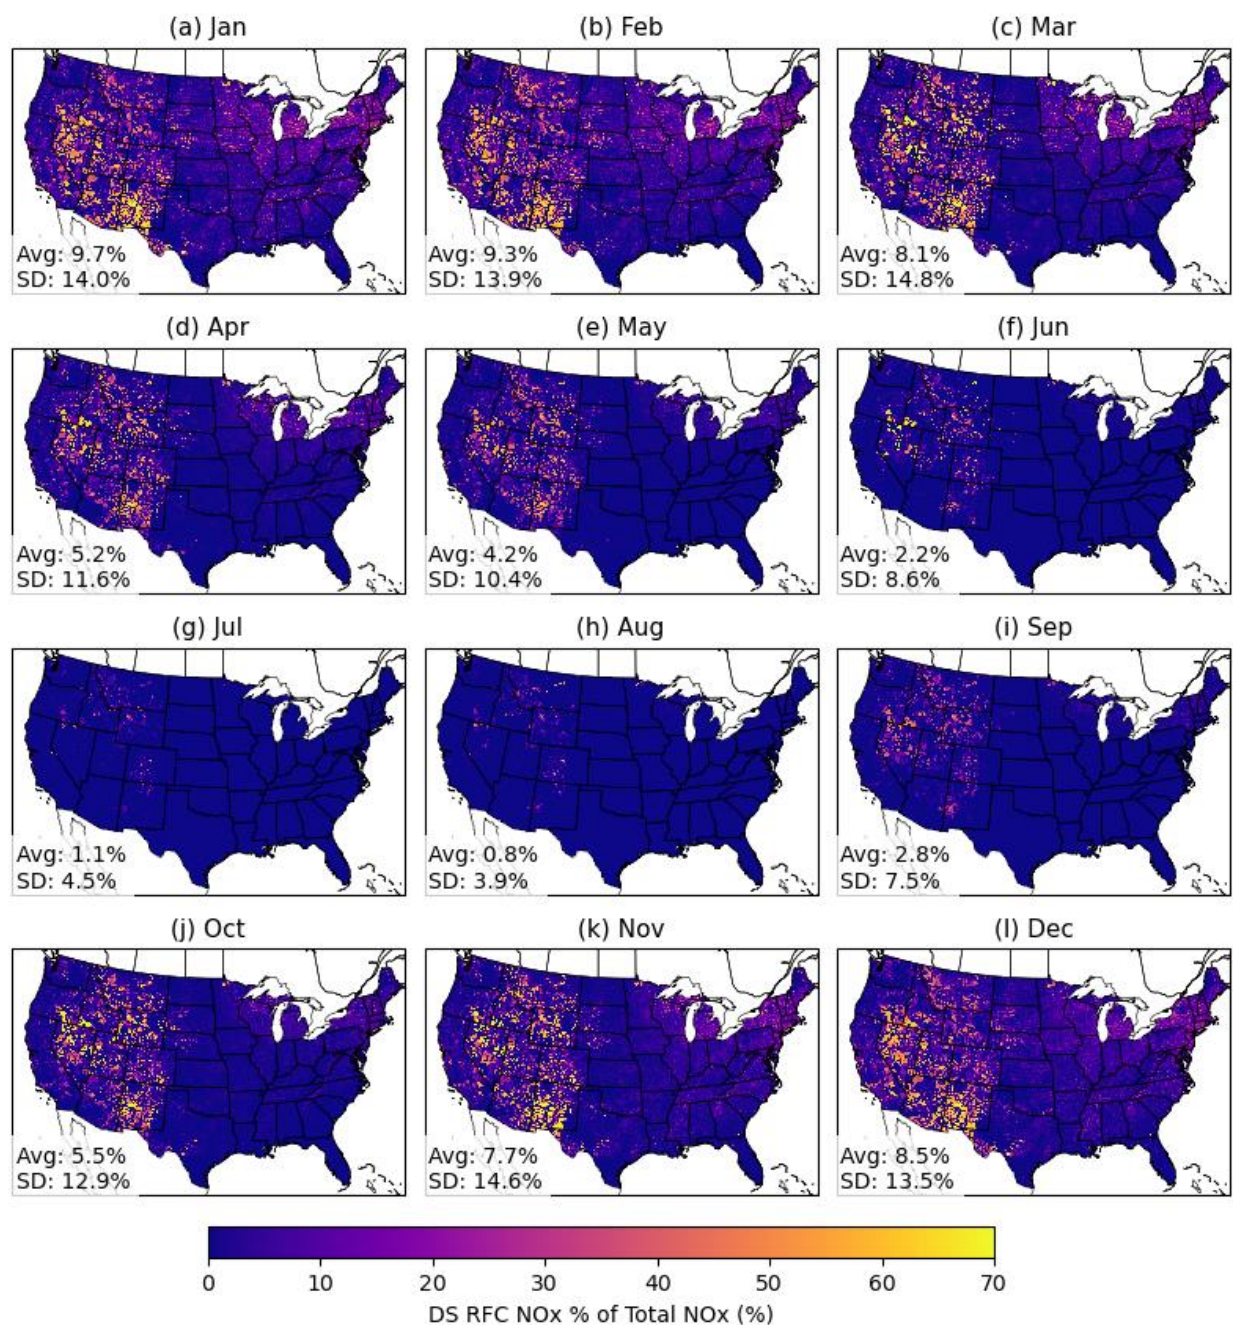 (a) Jan
(b) Feb
(c) Mar
Avg: 9.7%
SD: 14.0%
Avg: 9.3%
SD: 13.9%
Avg: 8.1%
SD: 14.8%
(d) Apr
(e) May
(f) Jun
Avg: 5.2%
SD: 11.6%
Avg: 4.2%
SD: 10.4%
Avg: 2.2%
SD: 8.6%
(g) Jul
(h) Aug
(i) Sep
Avg: 1.1%
SD: 4.5%
Avg: 0.8%
SD: 3.9%
Avg: 2.8%
SD: 7.5%
(j) Oct
(k) Nov
(l) Dec
Avg: 5.5%
SD: 12.9%
Avg: 7.7%
SD: 14.6%
Avg: 8.5%
SD: 13.5%
0 10 20 30 40 50 60 70
DS RFC NOx % of Total NOx (%)